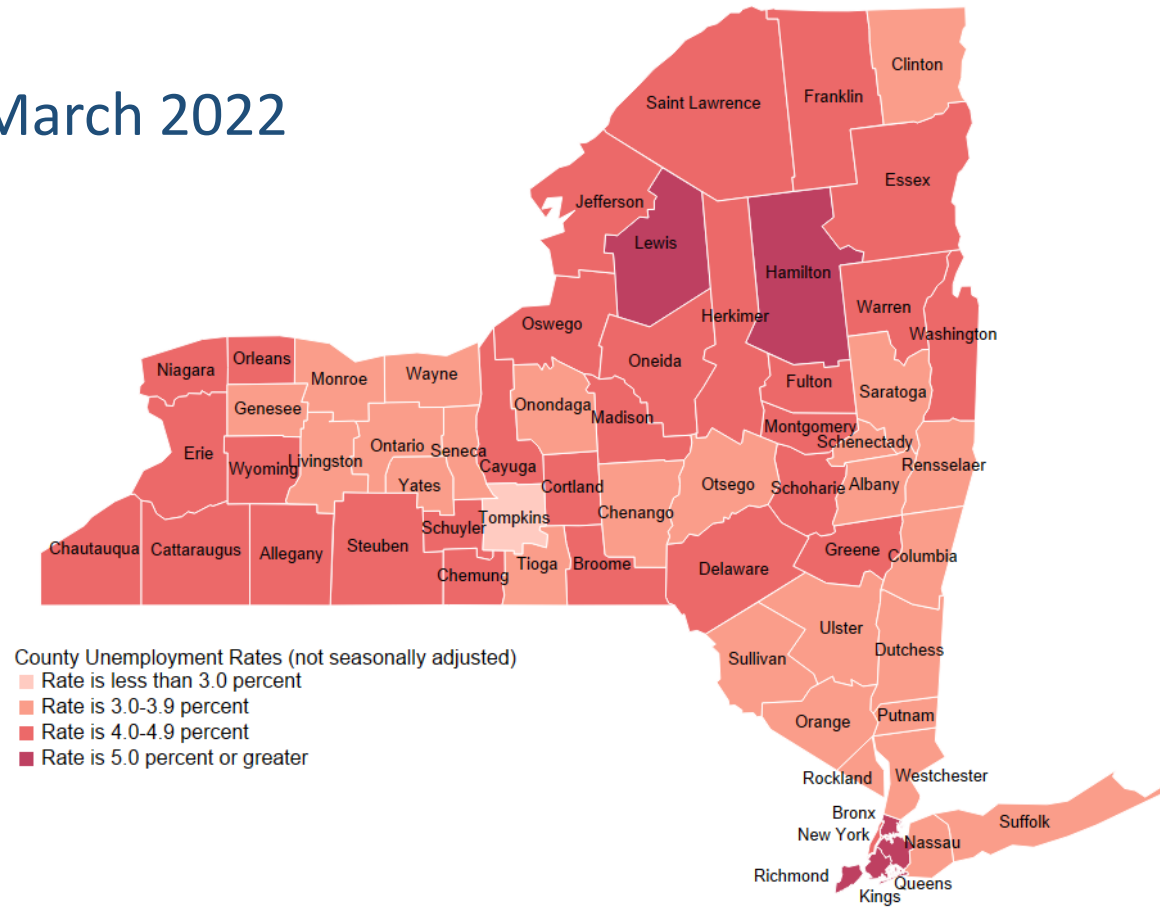 March 2022
Clinton
Saint Lawrence
Franklin
Essex
Jefferson
Lewis
Hamilton
Herkimer
Warren
Oswego
Washington
Oneida
Orleans
Niagara
Monroe
Wayne
Fulton
Saratoga
Genesee
Onondaga
Madison
Montgomery
Schenectady
Ontario
Seneca
Erie
Wyoming
Livingston
Cayuga
Rensselaer
Yates
Cortland
Otsego
Schoharie
Albany
Chenango
Tompkins
Schuyler
Chautauqua
Cattaraugus
Allegany
Steuben
Greene
Columbia
Tioga
Broome
Delaware
Chemung
Ulster
Dutchess
Sullivan
Orange
Putnam
County Unemployment Rates (not seasonally adjusted)
Rate is less than 3.0 percent
Rate is 3.0-3.9 percent
Rate is 4.0-4.9 percent
Rate is 5.0 percent or greater
Rockland
Westchester
Bronx
New York
Suffolk
Nassau
Richmond
Queens
Kings